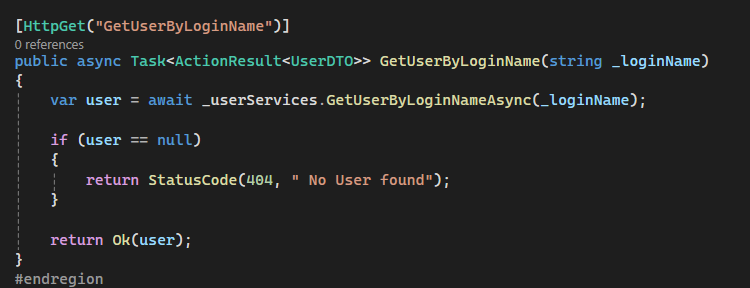 [HttpGet("GetUserByLoginName")]
0 references
public async Task<ActionResult<UserDTO>> GetUserByLoginName(string _loginName)
{
var user = await _userServices.GetUserByLoginNameAsync(_loginName);
if (user == null)
{
return StatusCode(404, " No User found");
}
return Ok(user);
}
#endregion